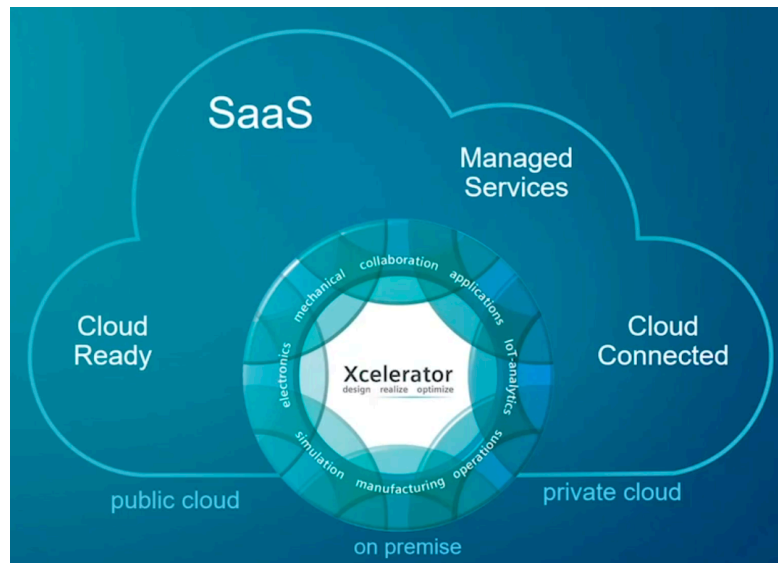 SaaS
Managed
Services
Cloud
Ready
Cloud
Connected
mechanical
collaboration
applications
electronics
IoT-analytics
Xcelerator
design realize optimize
simulation
manufacturing
operations
public cloud
private cloud
on premise